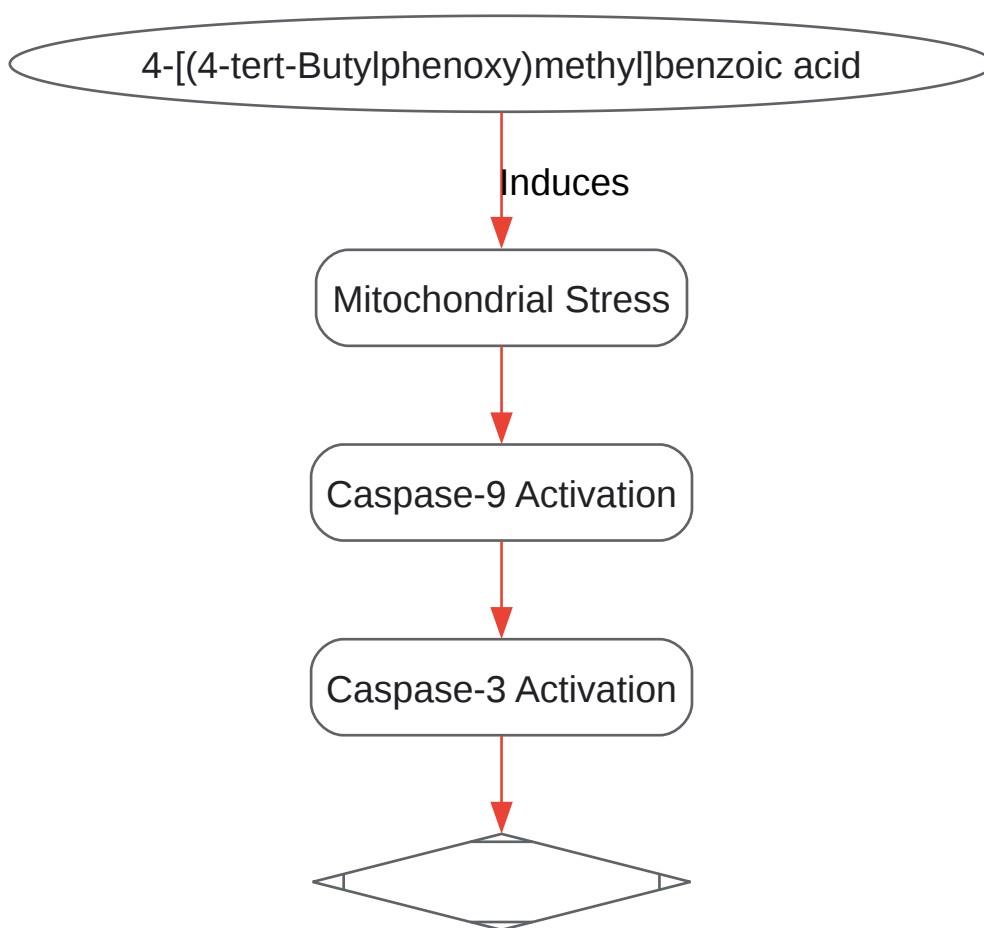 4-[(4-tert-Butylphenoxy)methyl]benzoic acid
Induces
Mitochondrial Stress
Caspase-9 Activation
Caspase-3 Activation